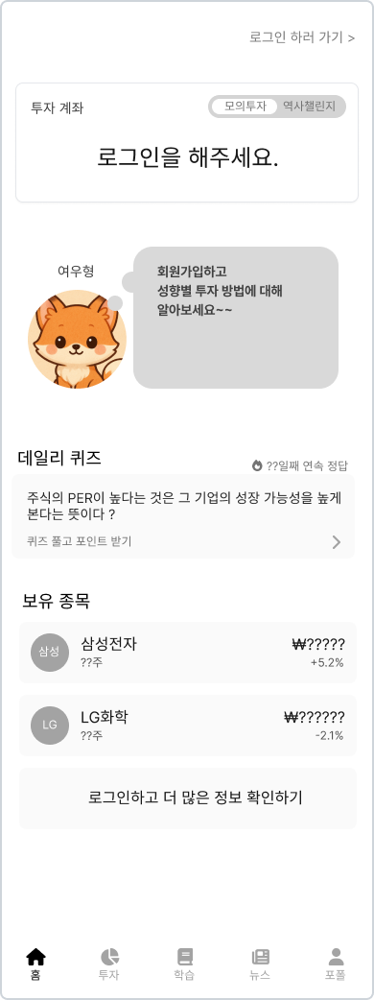 로그인 하러 가기 >
투자 계좌
모의투자 역사챌린지
로그인을 해주세요.
여우형
회원가입하고
성향별 투자 방법에 대해
알아보세요~~
데일리 퀴즈
??일째 연속 정답
주식의 PER이 높다는 것은 그 기업의 성장 가능성을 높게
본다는 뜻이다 ?
퀴즈 풀고 포인트 받기
보유 종목
삼성
삼성전자
₩?????
??주
+5.2%
LG
LG화학
₩??????
??주
-2.1%
로그인하고 더 많은 정보 확인하기
홈 투자 학습 뉴스 포폴